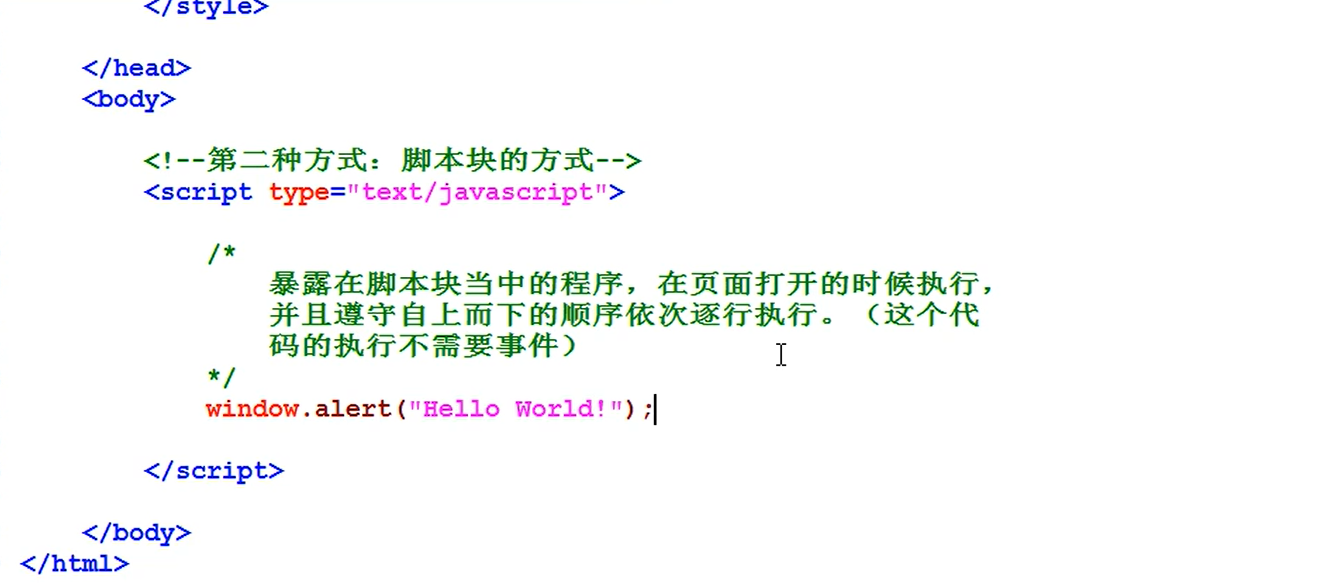 </style>
</head>
<body>
<!--第二种方式：脚本块的方式-->
<script type="text/javascript">
/*
暴露在脚本块当中的程序，在页面打开的时候执行，
并且遵守自上而下的顺序依次逐行执行。（这个代
码的执行不需要事件）
*/
window.alert("Hello World!");
</script>
</body>
</html>